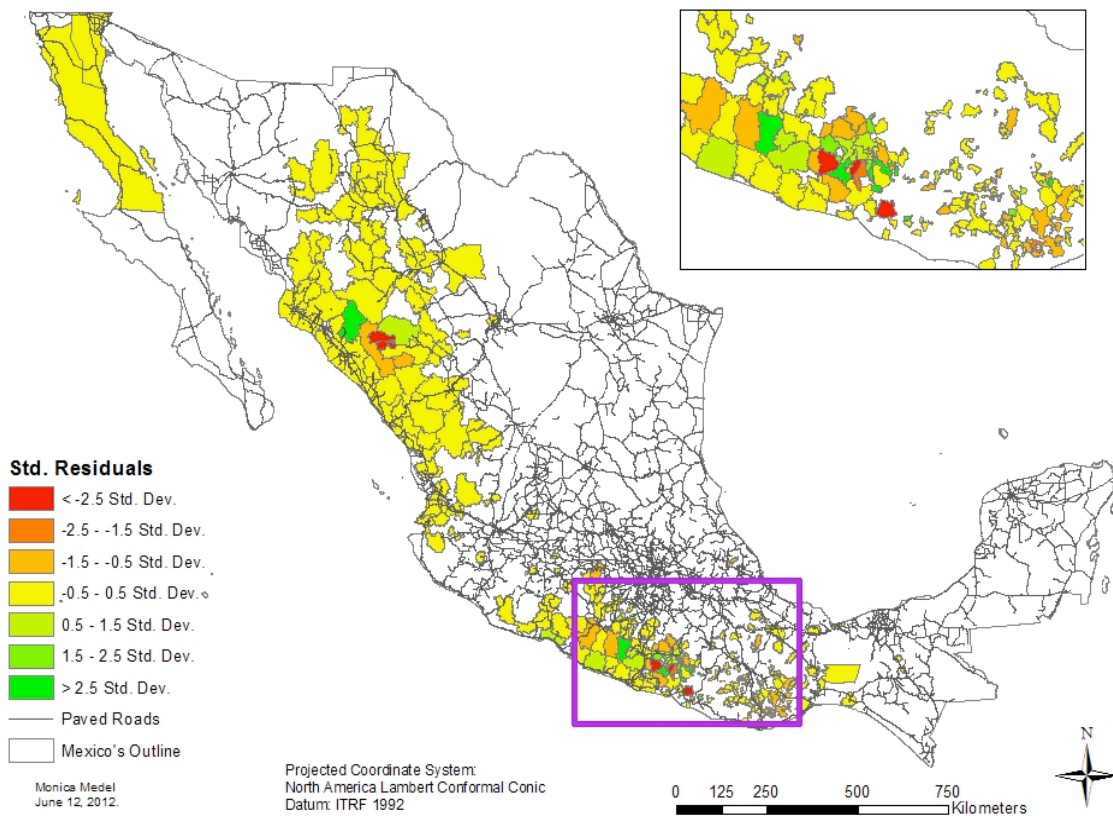 Std. Residuals
< -2.5 Std. Dev.
-2.5 - -1.5 Std. Dev.
-1.5 - -0.5 Std. Dev.
-0.5 - 0.5 Std. Dev.
0.5 - 1.5 Std. Dev.
1.5 - 2.5 Std. Dev.
> 2.5 Std. Dev.
Paved Roads
Mexico's Outline
Monica Medel
June 12, 2012.
Projected Coordinate System:
North America Lambert Conformal Conic
Datum: ITRF 1992
N
0 125 250 500 750
Kilometers